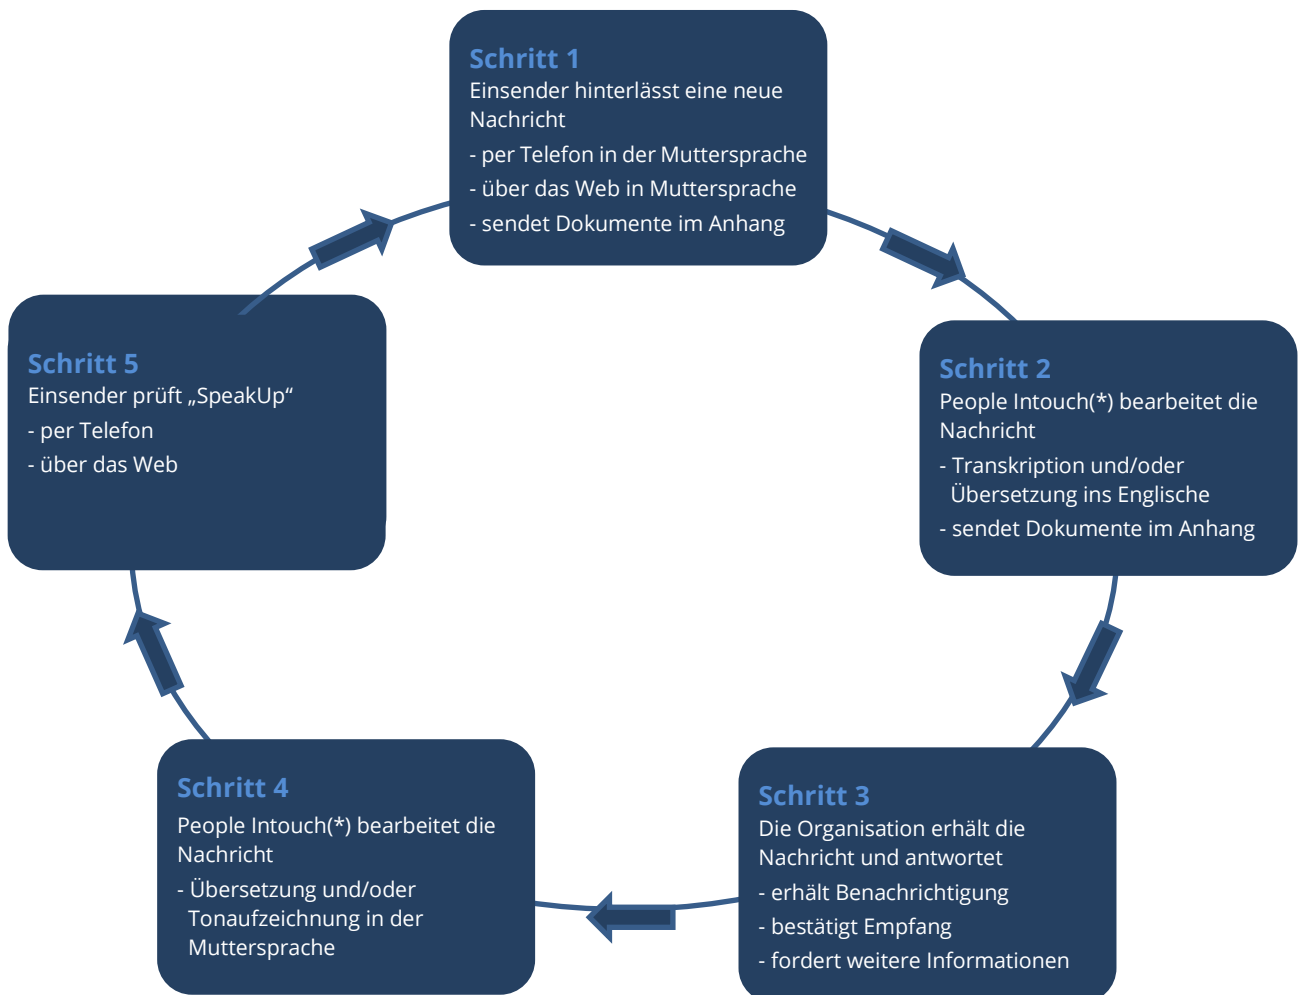 Schritt 1
Einsender hinterlässt eine neue
Nachricht
- per Telefon in der Muttersprache
- über das Web in Muttersprache
- sendet Dokumente im Anhang
Schritt 2
People Intouch(*) bearbeitet die
Nachricht
- Transkription und/oder
Übersetzung ins Englische
- sendet Dokumente im Anhang
Schritt 3
Die Organisation erhält die
Nachricht und antwortet
- erhält Benachrichtigung
- bestätigt Empfang
- fordert weitere Informationen
Schritt 4
People Intouch(*) bearbeitet die
Nachricht
- Übersetzung und/oder
Tonaufzeichnung in der
Muttersprache
Schritt 5
Einsender prüft „SpeakUp“
- per Telefon
- über das Web